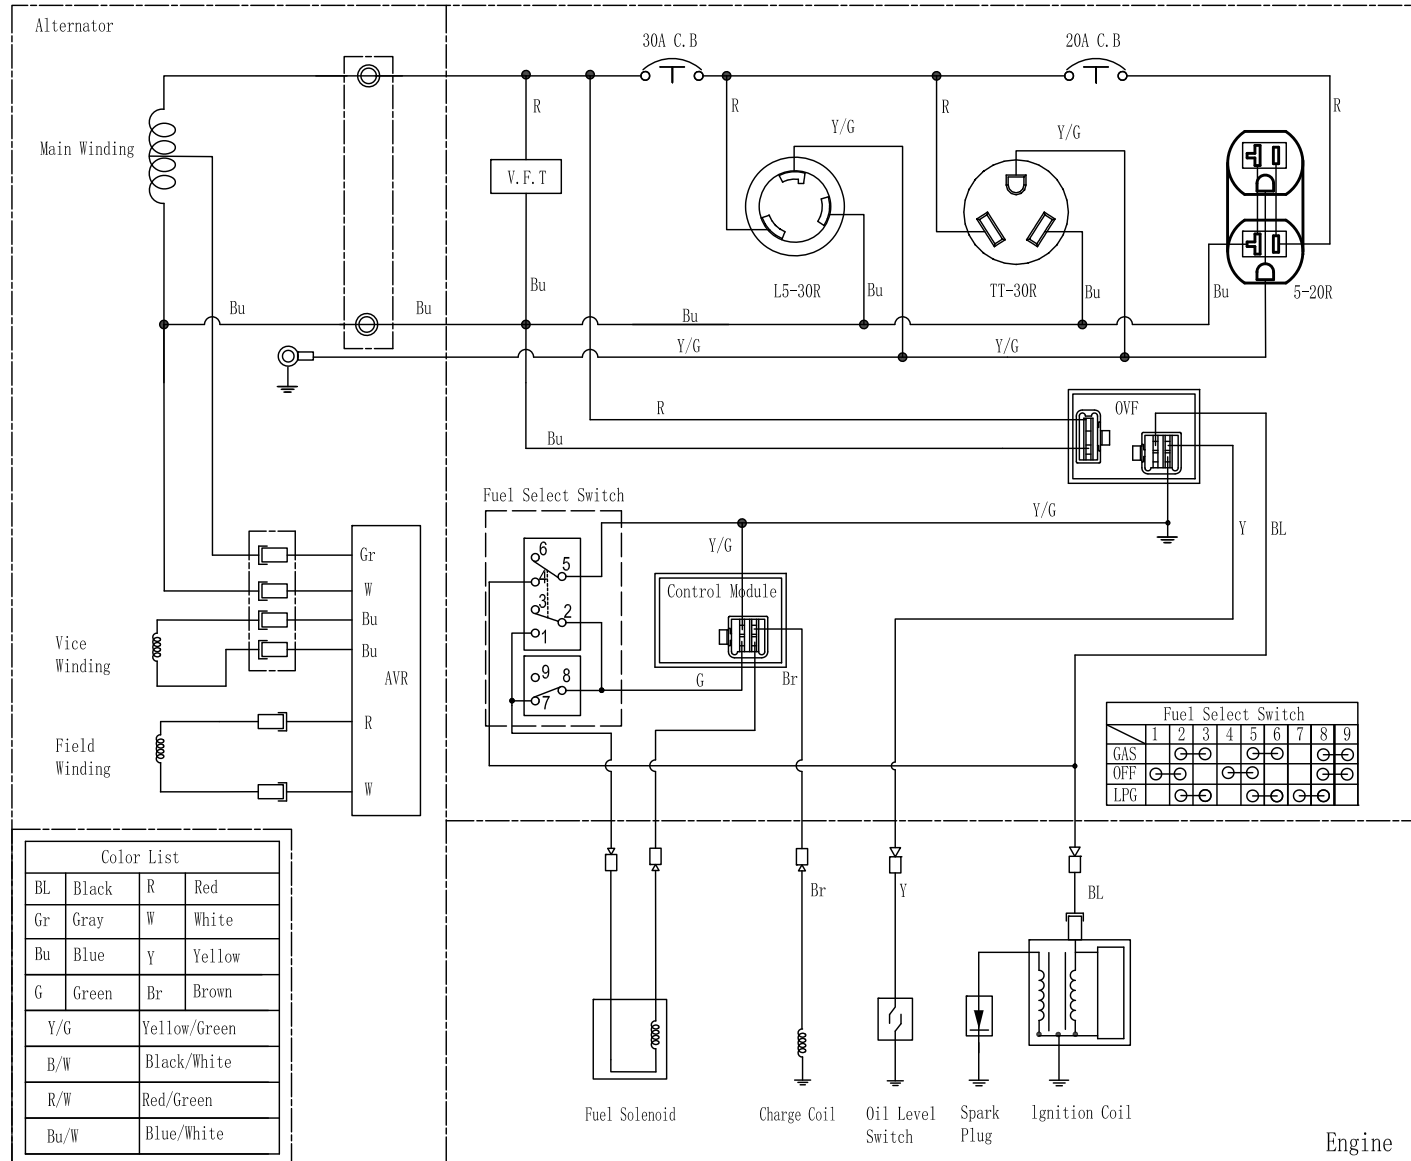 Alternator
30A C.B
20A C.B
R
R
R
R
Y/G
Y/G
Main Winding
V.F.T
L5-30R
TT-30R
5-20R
Bu
Bu
Bu
Bu
Bu
Bu
Bu
Y/G
Y/G
R
Bu
OVF
Fuel Select Switch
Y/G
Y/G
Y
BL
6
5
4
3
2
1
9
8
7
Control Module
G
Br
Gr
W
Bu
Bu
AVR
R
W
Vice
Winding
Field
Winding
Fuel Select Switch
1 2 3 4 5 6 7 8 9
GAS
OFF
LPG
Color List
BL Black R Red
Gr Gray W White
Bu Blue Y Yellow
G Green Br Brown
Y/G Yellow/Green
B/W Black/White
R/W Red/Green
Bu/W Blue/White
Br
Y
BL
Fuel Solenoid
Charge Coil
Oil Level
Switch
Spark
Plug
lgnition Coil
Engine